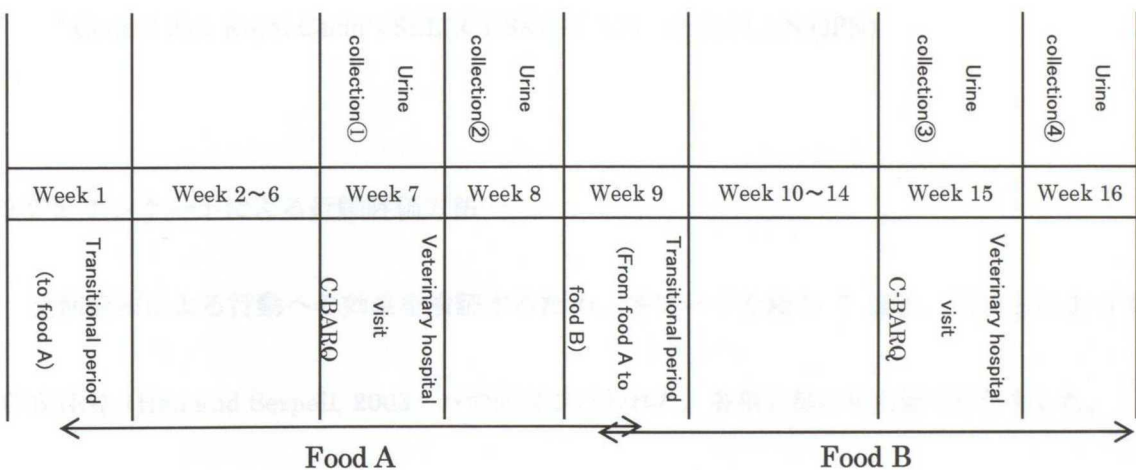 Urine
collection①
Urine
collection②
Urine
collection③
Urine
collection④
Week 1
Week 2~6
Week 7
Week 8
Week 9
Week 10~14
Week 15
Week 16
Transitional period
(to food A)
Veterinary hospital
visit
C-BARQ
Transitional period
(From food A to
food B)
Veterinary hospital
visit
C-BARQ
Food A
Food B